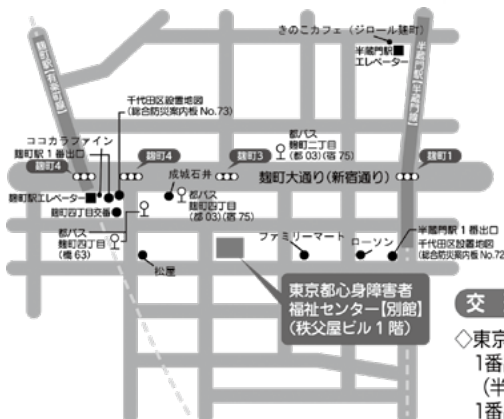 きのこカフェ（ジロール麹町）
半蔵門駅
エレベーター
麹町駅【有楽町線】
半蔵門駅【半蔵門線】
千代田区設置地図
（総合防災案内板 No.73）
都バス
麹町二丁目
（都 03）（宿 75）
ココカラファイン
麹町駅 1 番出口
麹町4
麹町4
成城石井
麹町3
麹町大通り（新宿通り）
麹町1
麹町駅エレベーター
麹町四丁目交番
都バス
麹町四丁目
（都 03）（宿 75）
都バス
麹町四丁目
（橋 63）
松屋
ファミリーマート
ローソン
半蔵門駅 1 番出口
千代田区設置地図
（総合防災案内板 No.72
東京都心身障害者
福祉センター【別館】
（秩父屋ビル 1 階）
交
◇東京
1番
（半
1番